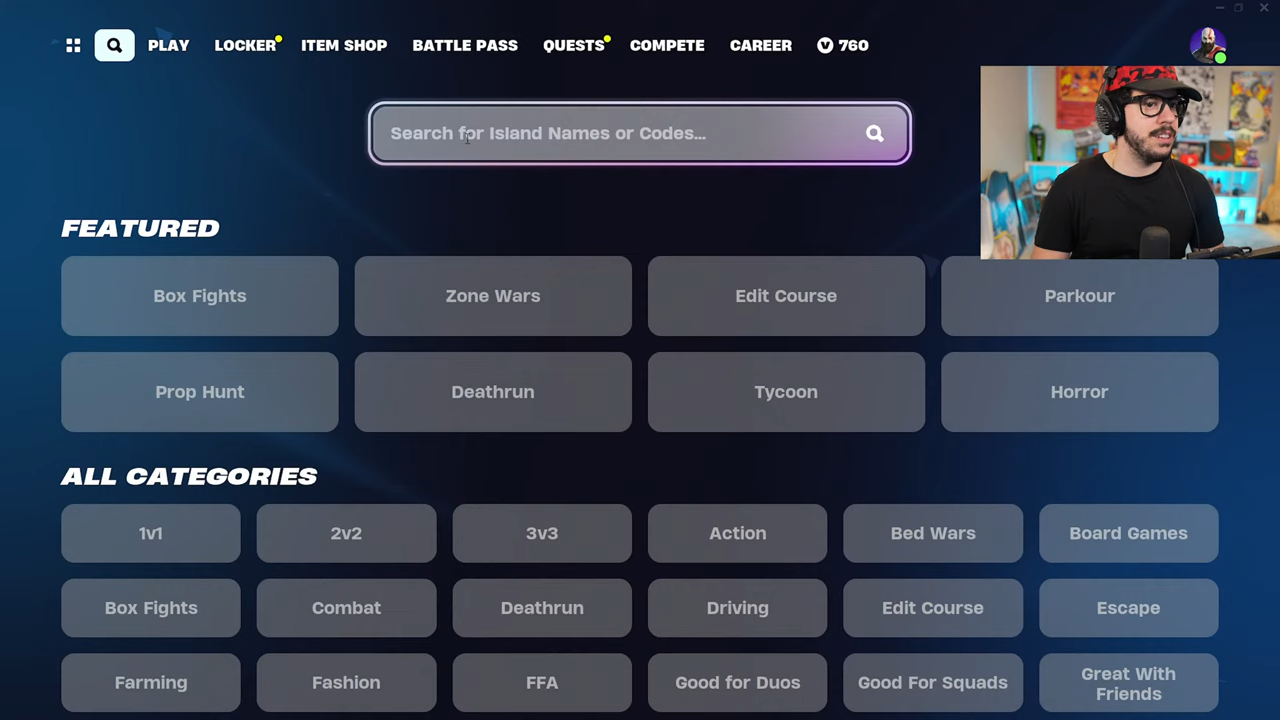 PLAY LOCKER ITEM SHOP BATTLE PASS QUESTS COMPETE CAREER 760
Search for Island Names or Codes...
FEATURED
Box Fights Zone Wars Edit Course Parkour
Prop Hunt Deathrun Tycoon Horror
ALL CATEGORIES
1v1 2v2 3v3 Action Bed Wars Board Games
Box Fights Combat Deathrun Driving Edit Course Escape
Farming Fashion FFA Good for Duos Good For Squads Great With
Friends